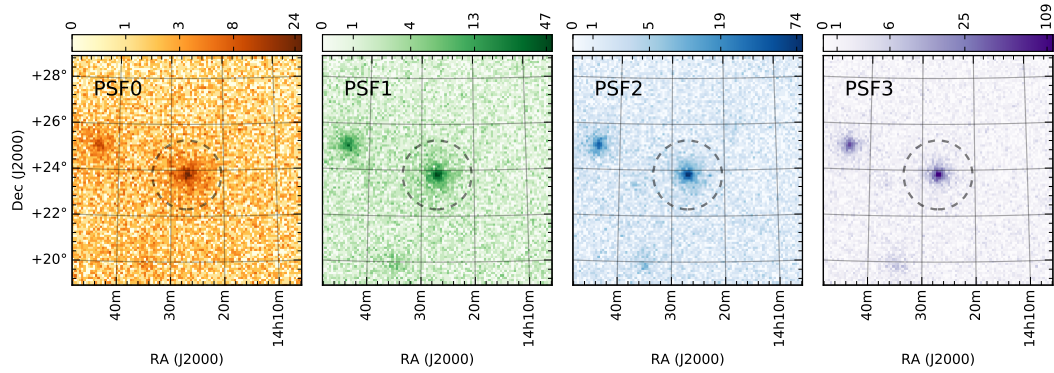 0 1 3 8 24
0 1 4 13 47
0 1 5 19 74
0 1 6 25 109
PSF0 PSF1 PSF2 PSF3
+28°
+26°
+24°
+22°
+20°
Dec (J2000)
40m 30m 20m 14h10m
40m 30m 20m 14h10m
40m 30m 20m 14h10m
40m 30m 20m 14h10m
RA (J2000) RA (J2000) RA (J2000) RA (J2000)